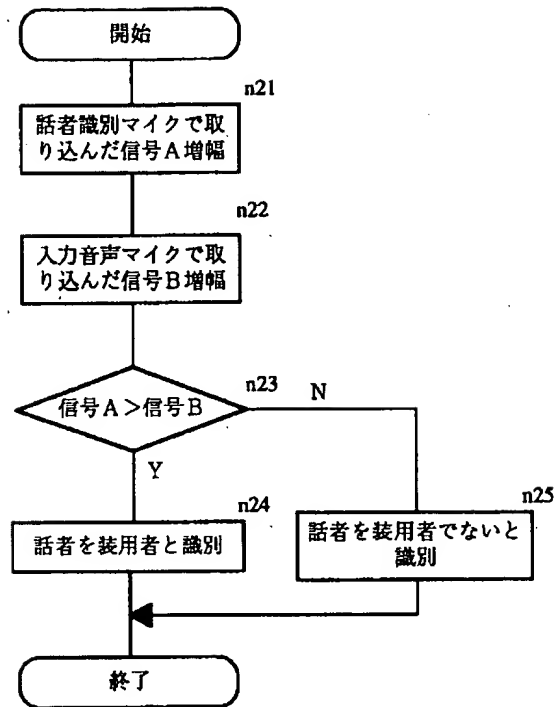 開始
n21
話者識別マイクで取
り込んだ信号A増幅
n22
入力音声マイクで取
り込んだ信号B増幅
n23
信号A＞信号B
N
Y
n24
話者を装用者と識別
n25
話者を装用者でないと
識別
終了